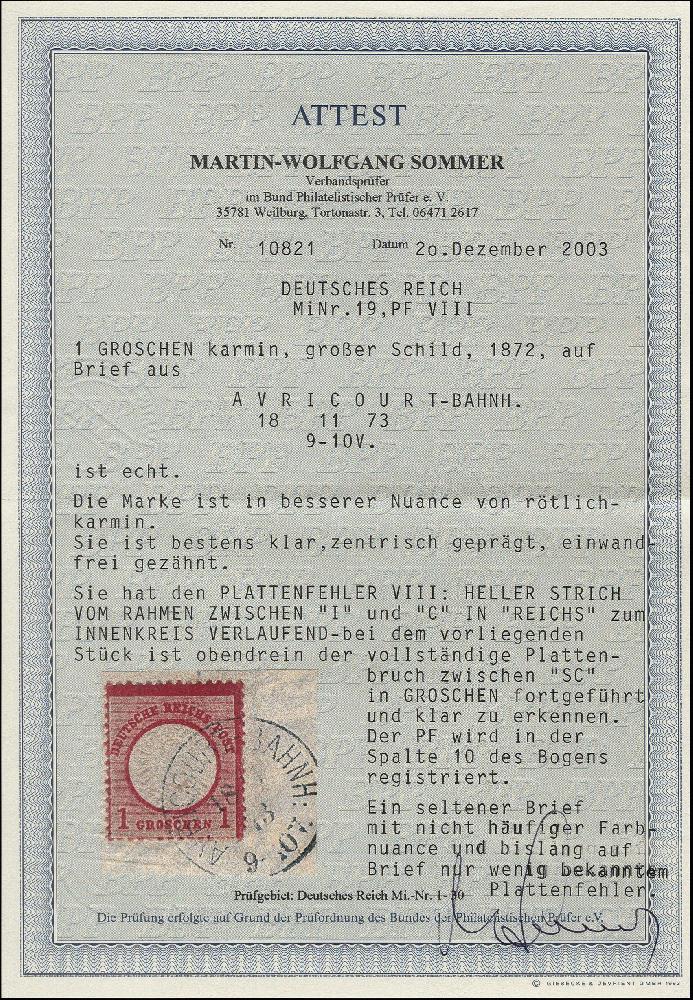 ATTEST
MARTIN-WOLFGANG SOMMER
Verbandsprüfer
im Bund Philatelistischer Prüfer e. V.
35781 Weilburg, Tortonastr. 3, Tel. 06471 2617
Nr. 10821 Datum 2o.Dezember 2003
DEUTSCHES REICH
MiNr.19,PF VIII
1 GROSCHEN karmin, großer Schild, 1872, auf
Brief aus
A V R I C O U R T-BAHNH.
18 11 73
9-10V.
ist echt.
Die Marke ist in besserer Nuance von rötlich-
karmin.
Sie ist bestens klar,zentrisch geprägt, einwand-
frei gezähnt.
Sie hat den PLATTENFEHLER VIII: HELLER STRICH
VOM RAHMEN ZWISCHEN "I" und "C" IN "REICHS" zum
INNENKREIS VERLAUFEND-bei dem vorliegenden
Stück ist obendrein der vollständige Platten-
bruch zwischen "SC"
in GROSCHEN fortgeführt
und klar zu erkennen.
Der PF wird in der
Spalte 10 des Bogens
registriert.
Ein seltener Brief
mit nicht häufiger Farb-
nuance und bislang auf
Brief nur wenig bekanntem
Plattenfehler.
DEUTSCHE REICHS-POST
1 GROSCHEN 1
BAHNH:
Prüfgebiet: Deutsches Reich Mi.-Nr. 1- 30
Die Prüfung erfolgte auf Grund der Prüfordnung des Bundes der Philatelistischen Prüfer e.V.
© GIESECKE & DEVRIENT GMBH 1992